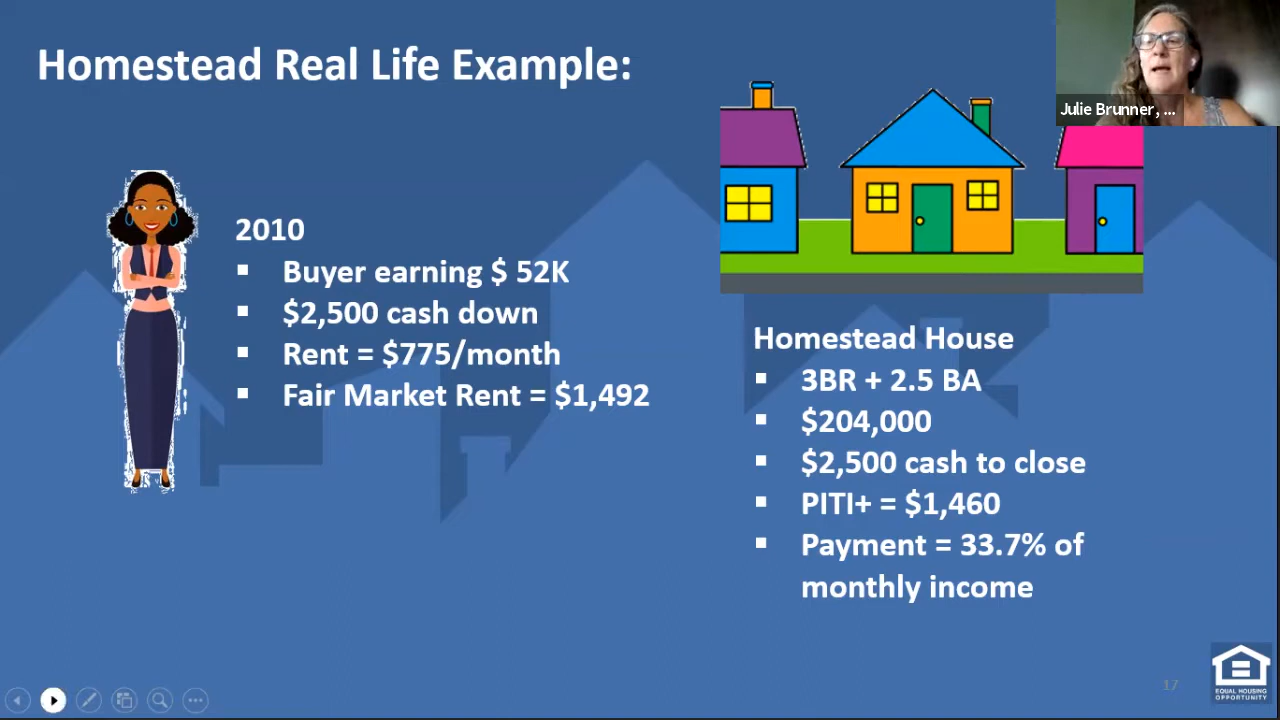 Homestead Real Life Example:
Julie Brunner, ...
2010
▪ Buyer earning $ 52K
▪ $2,500 cash down
▪ Rent = $775/month
▪ Fair Market Rent = $1,492
Homestead House
▪ 3BR + 2.5 BA
▪ $204,000
▪ $2,500 cash to close
▪ PITI+ = $1,460
▪ Payment = 33.7% of
monthly income
17
EQUAL HOUSING
OPPORTUNITY